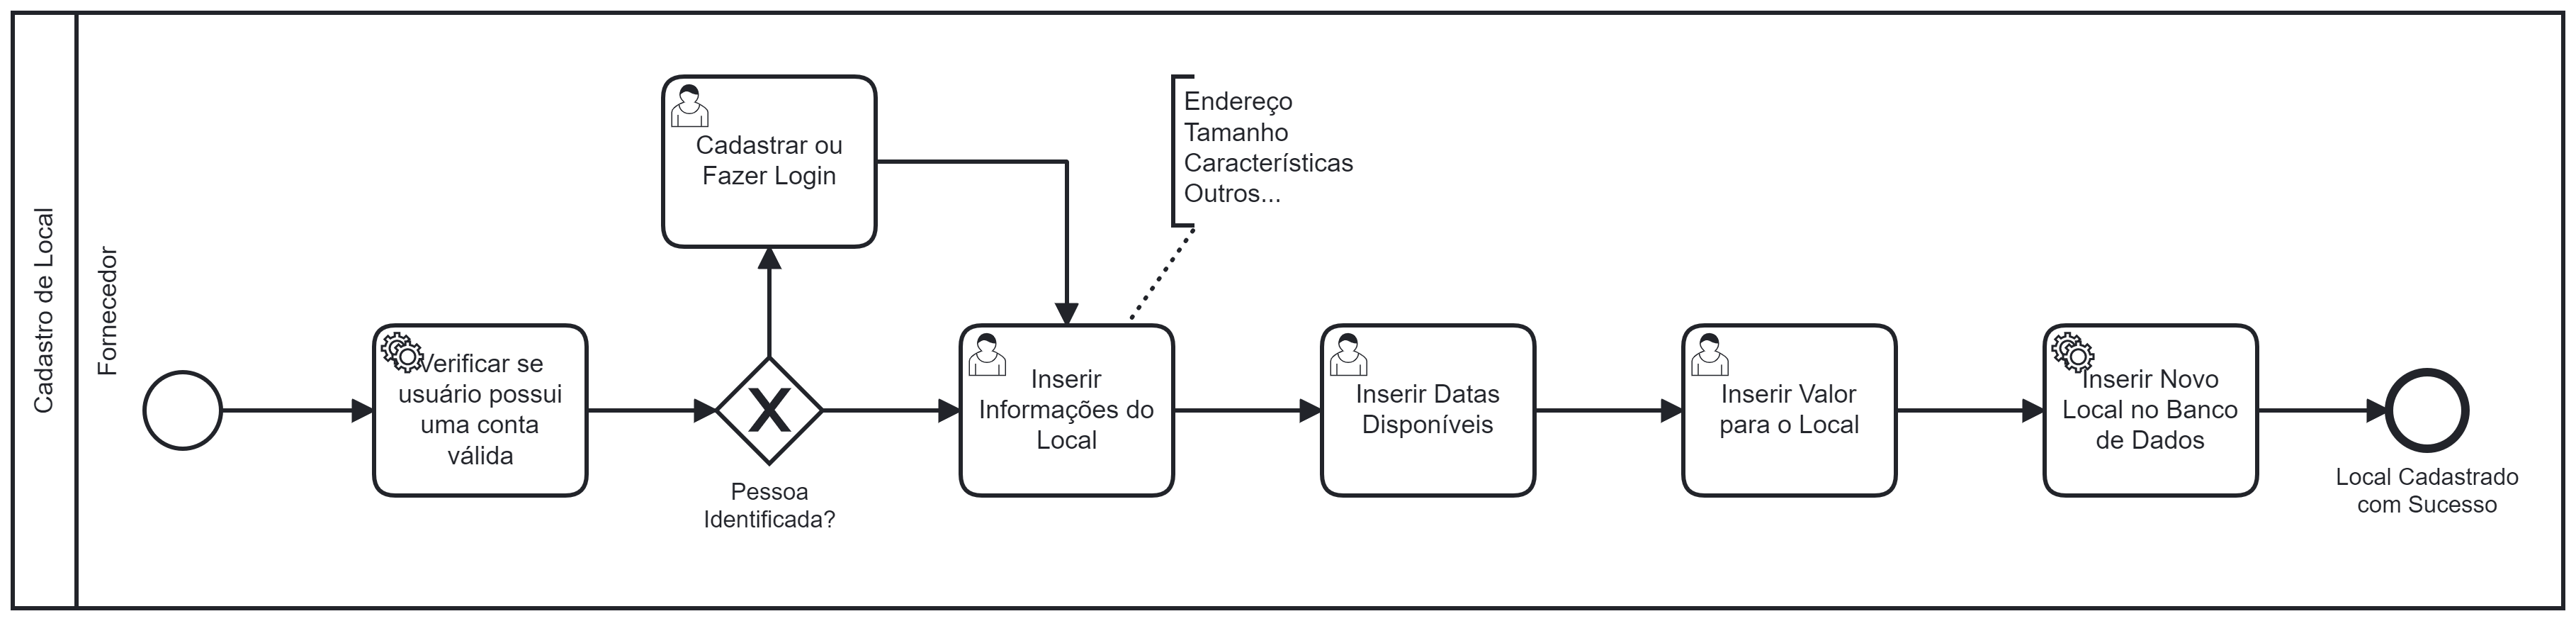 Cadastro de Local
Fornecedor
Verificar se
usuário possui
uma conta
válida
Pessoa
Identificada?
Cadastrar ou
Fazer Login
Endereço
Tamanho
Características
Outros...
Inserir
Informações do
Local
Inserir Datas
Disponíveis
Inserir Valor
para o Local
Inserir Novo
Local no Banco
de Dados
Local Cadastrado
com Sucesso